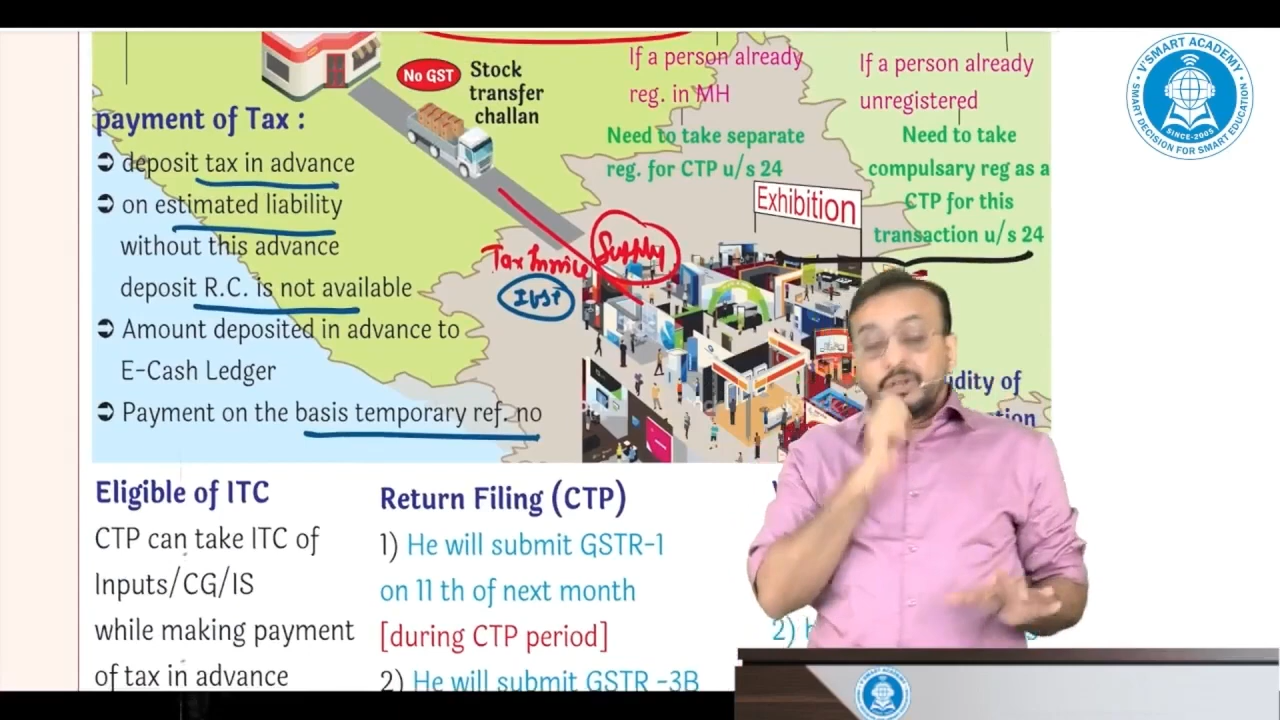 No GST
Stock
transfer
challan
If a person already
reg. in MH
Need to take separate
reg. for CTP u/s 24
If a person already
unregistered
Need to take
compulsary reg as a
CTP for this
transaction u/s 24
Exhibition
Supply
Tax Invoice
IGST
payment of Tax :
➲ deposit tax in advance
➲ on estimated liability
without this advance
deposit R.C. is not available
➲ Amount deposited in advance to
E-Cash Ledger
➲ Payment on the basis temporary ref. no
Eligible of ITC
CTP can take ITC of
Inputs/CG/IS
while making payment
of tax in advance
Return Filing (CTP)
1) He will submit GSTR-1
on 11 th of next month
[during CTP period]
2) He will submit GSTR -3B
of
2)
V'SMART ACADEMY
SINCE-2005
SMART DECISION FOR SMART EDUCATION